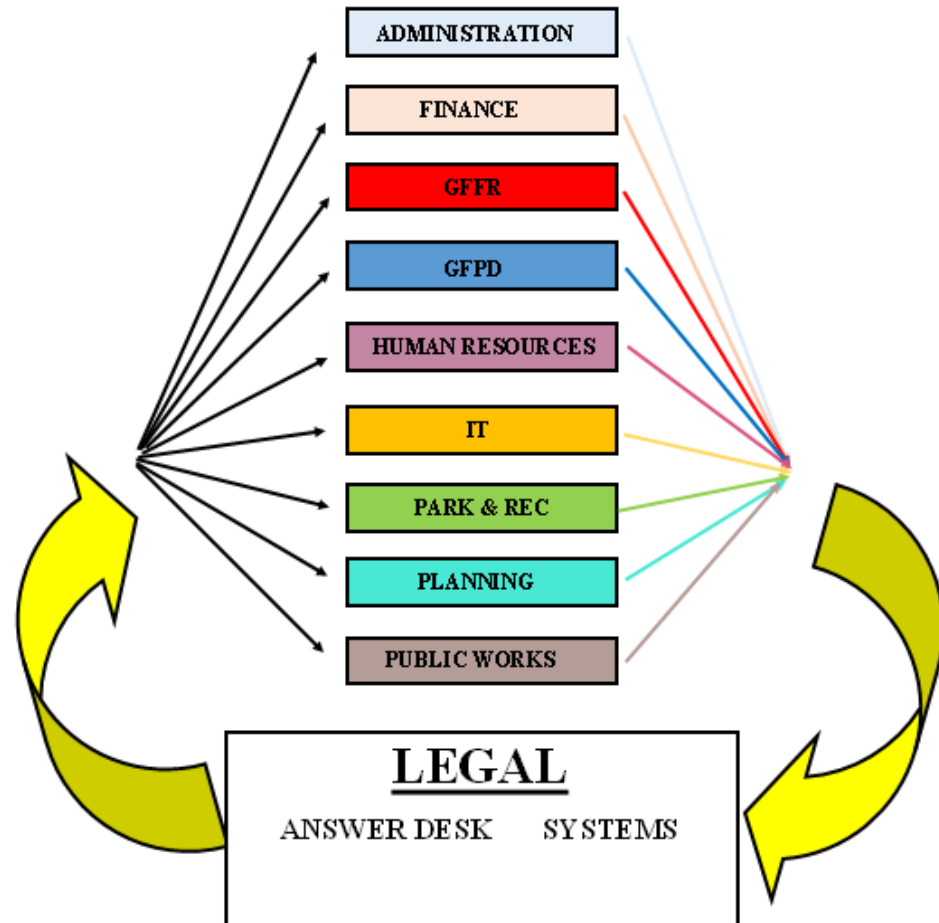 ADMINISTRATION
FINANCE
GFFR
GFPD
HUMAN RESOURCES
IT
PARK & REC
PLANNING
PUBLIC WORKS
LEGAL
ANSWER DESK SYSTEMS